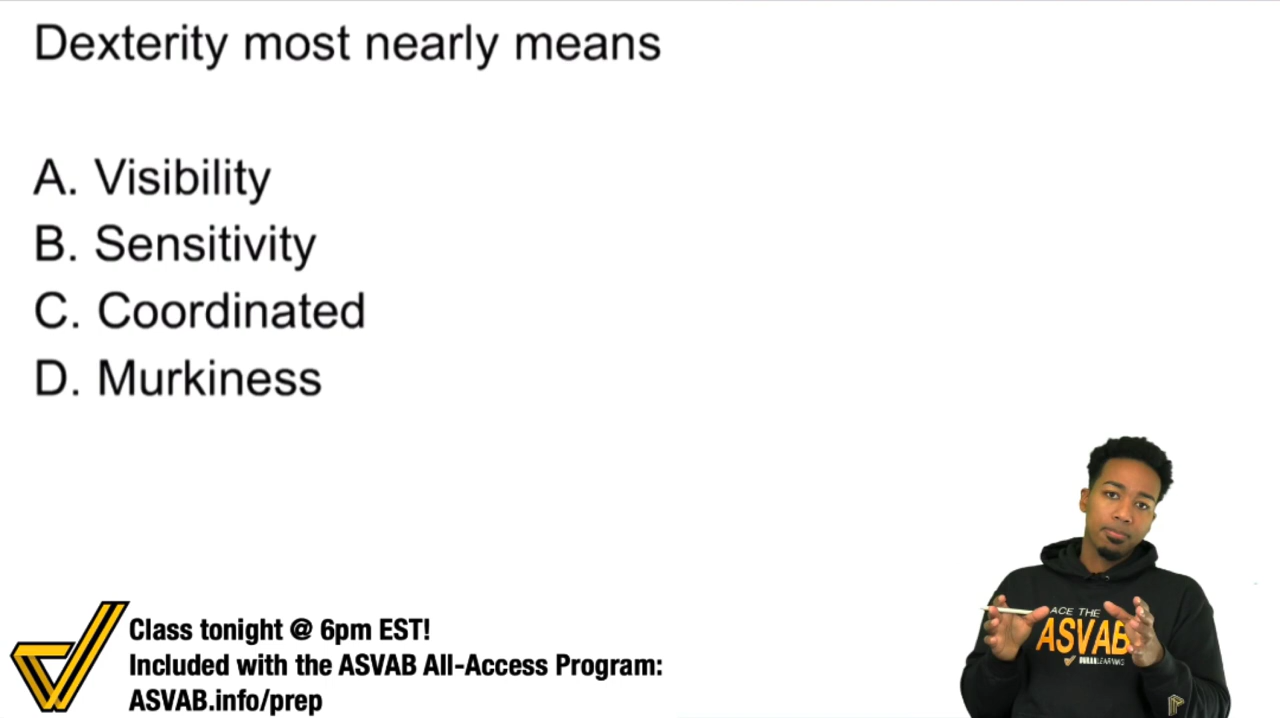 Dexterity most nearly means
A. Visibility
B. Sensitivity
C. Coordinated
D. Murkiness
Class tonight @ 6pm EST!
Included with the ASVAB All-Access Program:
ASVAB.info/prep
ACE THE
ASVAB
LEARNING